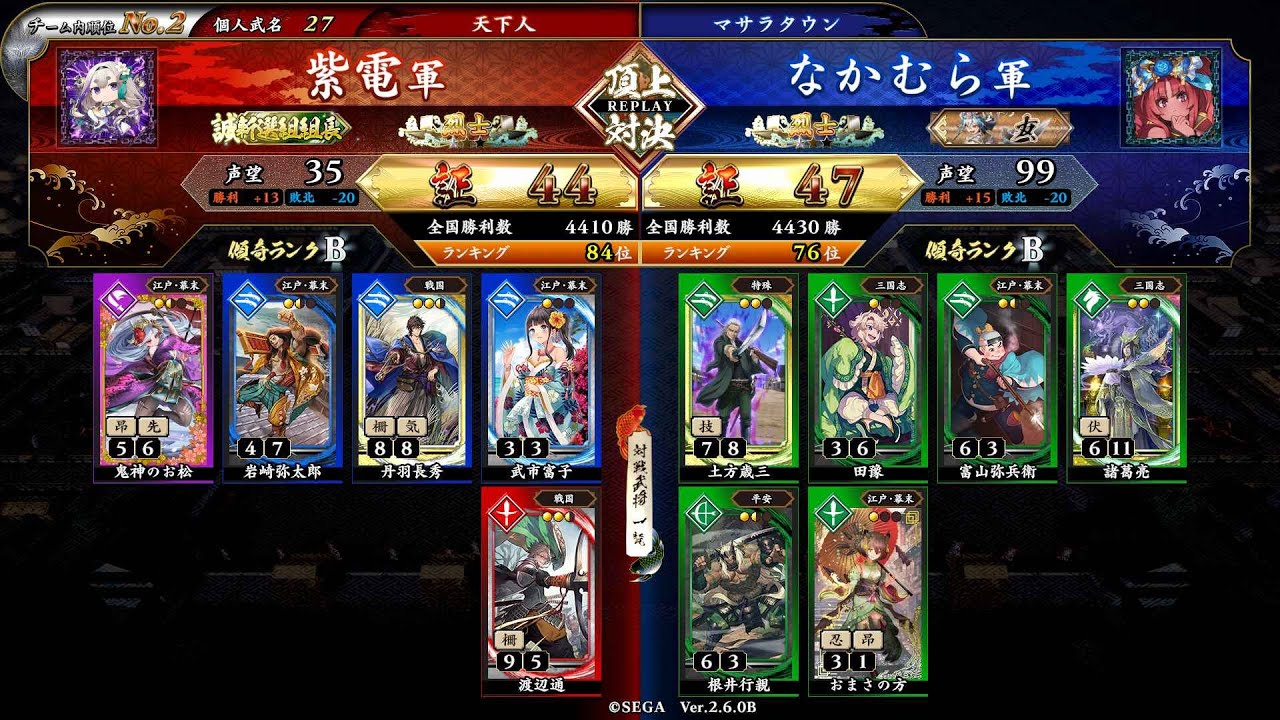 チーム内順位 No.2 個人武名 27 天下人 マサラタウン
紫電軍 頂上 REPLAY 対決 なかむら軍
誠新選組組長 烈士 烈士
声望 35 勝利 +13 敗北 -20
証 44 証 47
声望 99 勝利 +15 敗北 -20
全国勝利数 4410勝 全国勝利数 4430勝
ランキング 84位 ランキング 76位
傾奇ランクB 傾奇ランクB
江戸・幕末 江戸・幕末 戦国 江戸・幕末 特殊 三国志 江戸・幕末 三国志
昴 先 柵 気 技 伏
5 6 4 7 8 8 3 3 7 8 3 6 6 3 6 11
鬼神のお松 岩崎弥太郎 丹羽長秀 武市富子 土方歳三 田豫 富山弥兵衛 諸葛亮
対戦武将一覧
戦国 平安 江戸・幕末
柵 忍 昴
9 5 6 3 3 1
渡辺通 根井行親 おまさの方
©SEGA Ver.2.6.0B